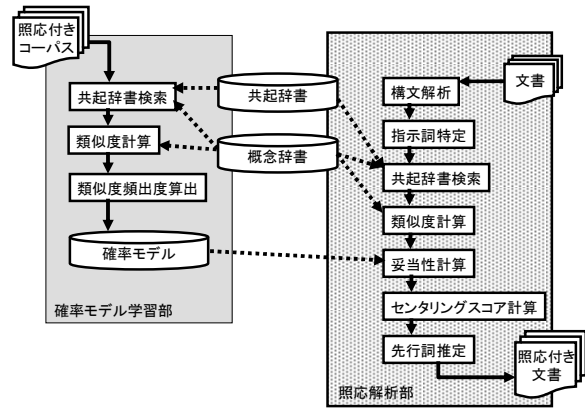 照応付き
コーパス
共起辞書検索
類似度計算
類似度頻出度算出
確率モデル
確率モデル学習部
共起辞書
概念辞書
文書
構文解析
指示詞特定
共起辞書検索
類似度計算
妥当性計算
センタリングスコア計算
先行詞推定
照応付き
文書
照応解析部